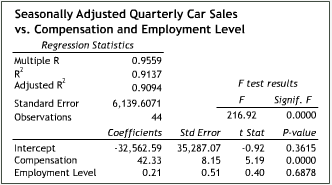 Seasonally Adjusted Quarterly Car Sales
vs. Compensation and Employment Level
Regression Statistics
Multiple R 0.9559
R² 0.9137
Adjusted R² 0.9094 F test results
Standard Error 6,139.6071 F Signif. F
Observations 44 216.92 0.0000
Coefficients Std Error t Stat P-value
Intercept -32,562.59 35,287.07 -0.92 0.3615
Compensation 42.33 8.15 5.19 0.0000
Employment Level 0.21 0.51 0.40 0.6878